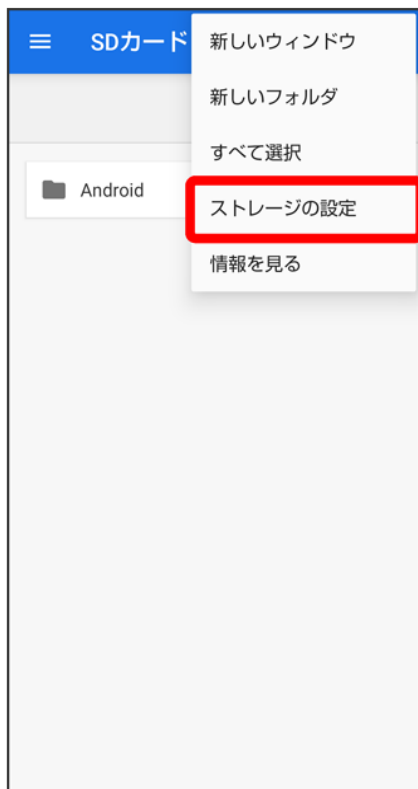 SDカード
新しいウィンドウ
新しいフォルダ
すべて選択
Android
ストレージの設定
情報を見る